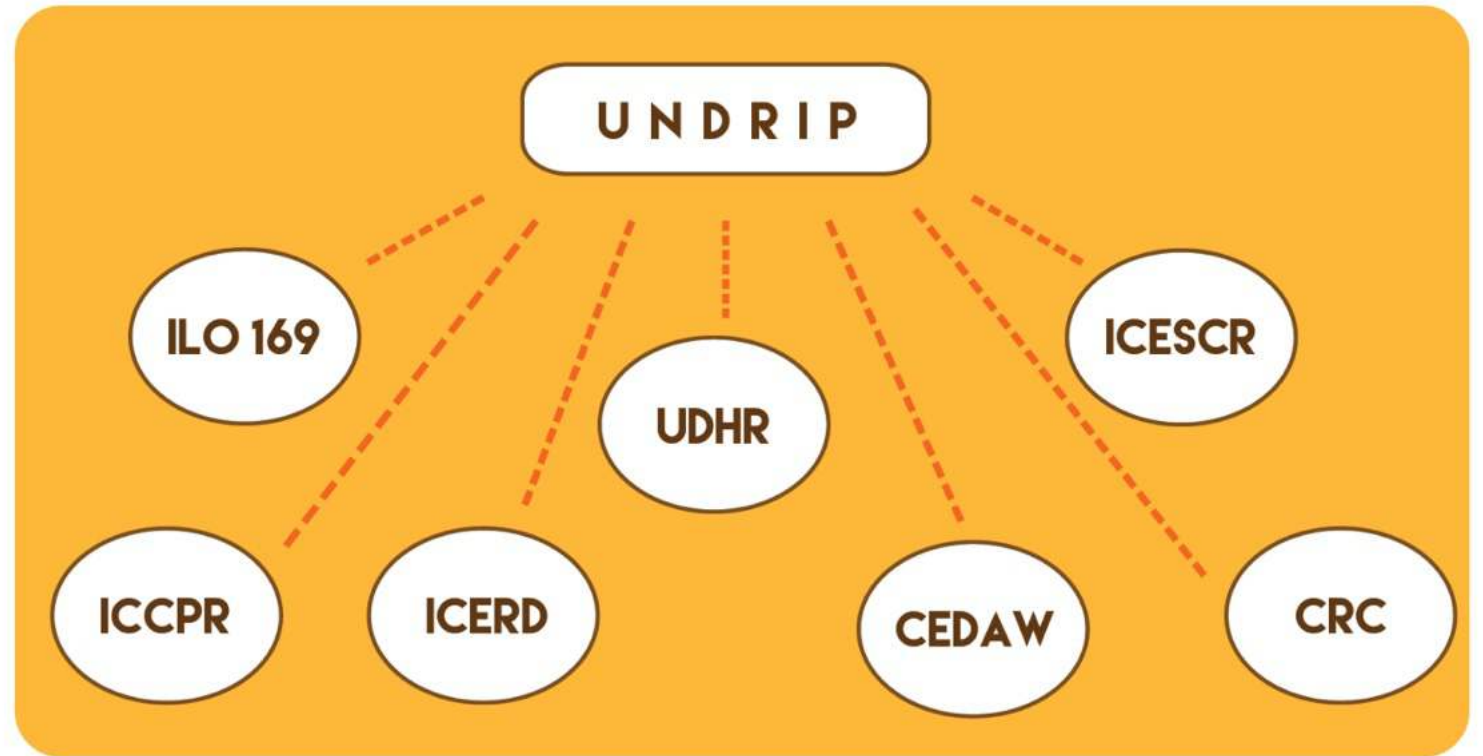 UNDRIP
ILO 169
ICESCR
UDHR
ICCPR
ICERD
CEDAW
CRC